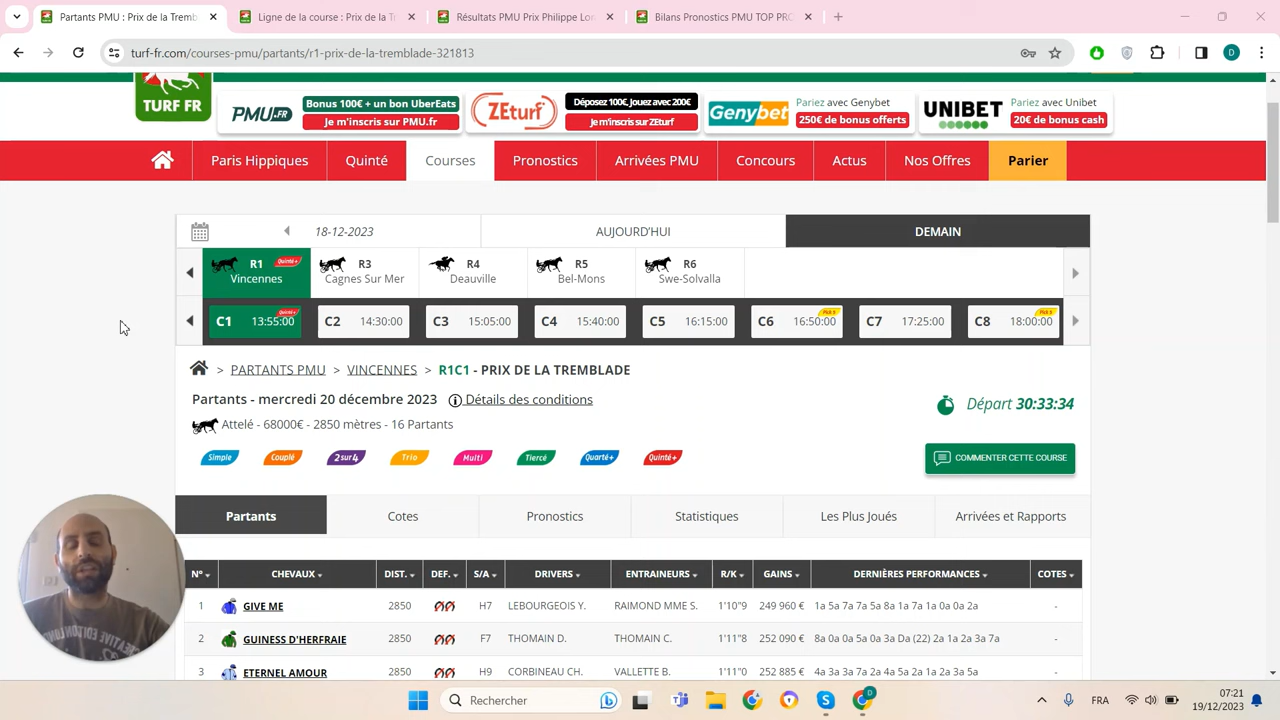 Partants PMU : Prix de la Tremb
Ligne de la course : Prix de la T
Résultats PMU Prix Philippe Lon
Bilans Pronostics PMU TOP PRO
turf-fr.com/courses-pmu/partants/r1-prix-de-la-tremblade-321813
D
TURF FR
PMU.FR
Bonus 100€ + un bon UberEats
Je m'inscris sur PMU.fr
ZEturf
Déposez 100€, Jouez avec 200€
Je m'inscris sur ZEturf
Genybet
Pariez avec Genybet
250€ de bonus offerts
UNIBET
Pariez avec Unibet
20€ de bonus cash
Paris Hippiques
Quinté
Courses
Pronostics
Arrivées PMU
Concours
Actus
Nos Offres
Parier
18-12-2023
AUJOURD'HUI
DEMAIN
R1 Quinté+
Vincennes
R3
Cagnes Sur Mer
R4
Deauville
R5
Bel-Mons
R6
Swe-Solvalla
C1 13:55:00 Quinté+
C2 14:30:00
C3 15:05:00
C4 15:40:00
C5 16:15:00
C6 16:50:00 Pick 5
C7 17:25:00
C8 18:00:00 Pick 5
> PARTANTS PMU > VINCENNES > R1C1 - PRIX DE LA TREMBLADE
Partants - mercredi 20 décembre 2023 Détails des conditions
Départ 30:33:34
Attelé - 68000€ - 2850 mètres - 16 Partants
Simple Couplé 2sur4 Trio Multi Tiercé Quarté+ Quinté+
COMMENTER CETTE COURSE
Partants Cotes Pronostics Statistiques Les Plus Joués Arrivées et Rapports
N° CHEVAUX DIST. DEF. S/A DRIVERS ENTRAINEURS R/K GAINS DERNIÈRES PERFORMANCES COTES
1 GIVE ME 2850 H7 LEBOURGEOIS Y. RAIMOND MME S. 1'10"9 249 960 € 1a 5a 7a 7a 5a 8a 1a 7a 1a 0a 0a 2a -
2 GUINESS D'HERFRAIE 2850 F7 THOMAIN D. THOMAIN C. 1'11"8 252 090 € 8a 0a 0a 5a 0a 3a Da (22) 2a 1a 2a 3a 7a -
3 ETERNEL AMOUR 2850 H9 CORBINEAU CH. VALLETTE B. 1'11"0 252 885 € 4a 3a 3a 7a 2a 4a 5a 2a 1a 2a 3a 5a -
Rechercher
FRA
07:21
19/12/2023